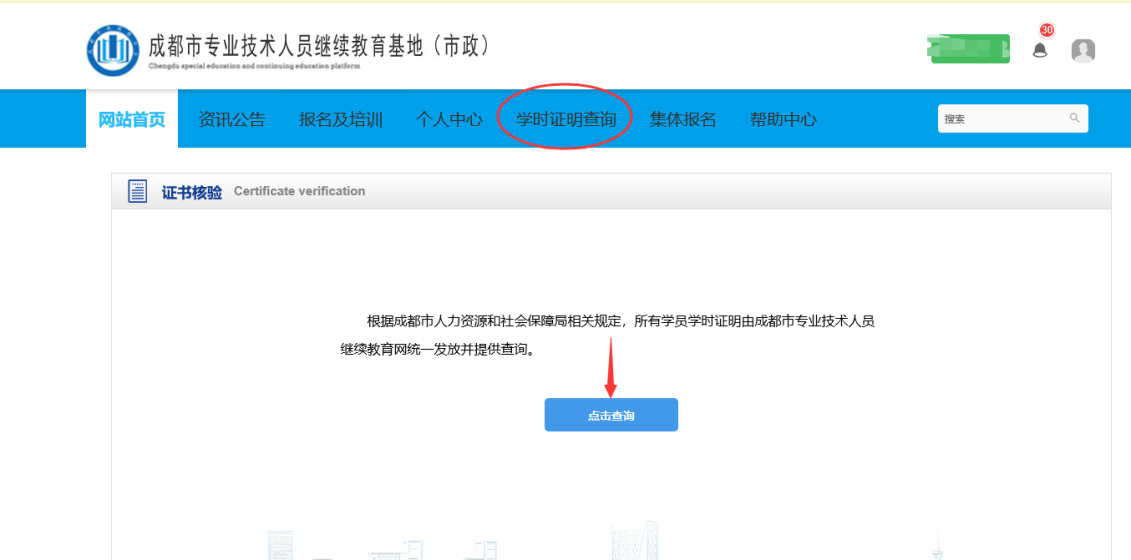 30
成都市专业技术人员继续教育基地（市政）
Chengdu special education and continuing education platform
网站首页 资讯公告 报名及培训 个人中心 学时证明查询 集体报名 帮助中心 搜索
证书核验 Certificate verification
根据成都市人力资源和社会保障局相关规定，所有学员学时证明由成都市专业技术人员
继续教育网统一发放并提供查询。
点击查询